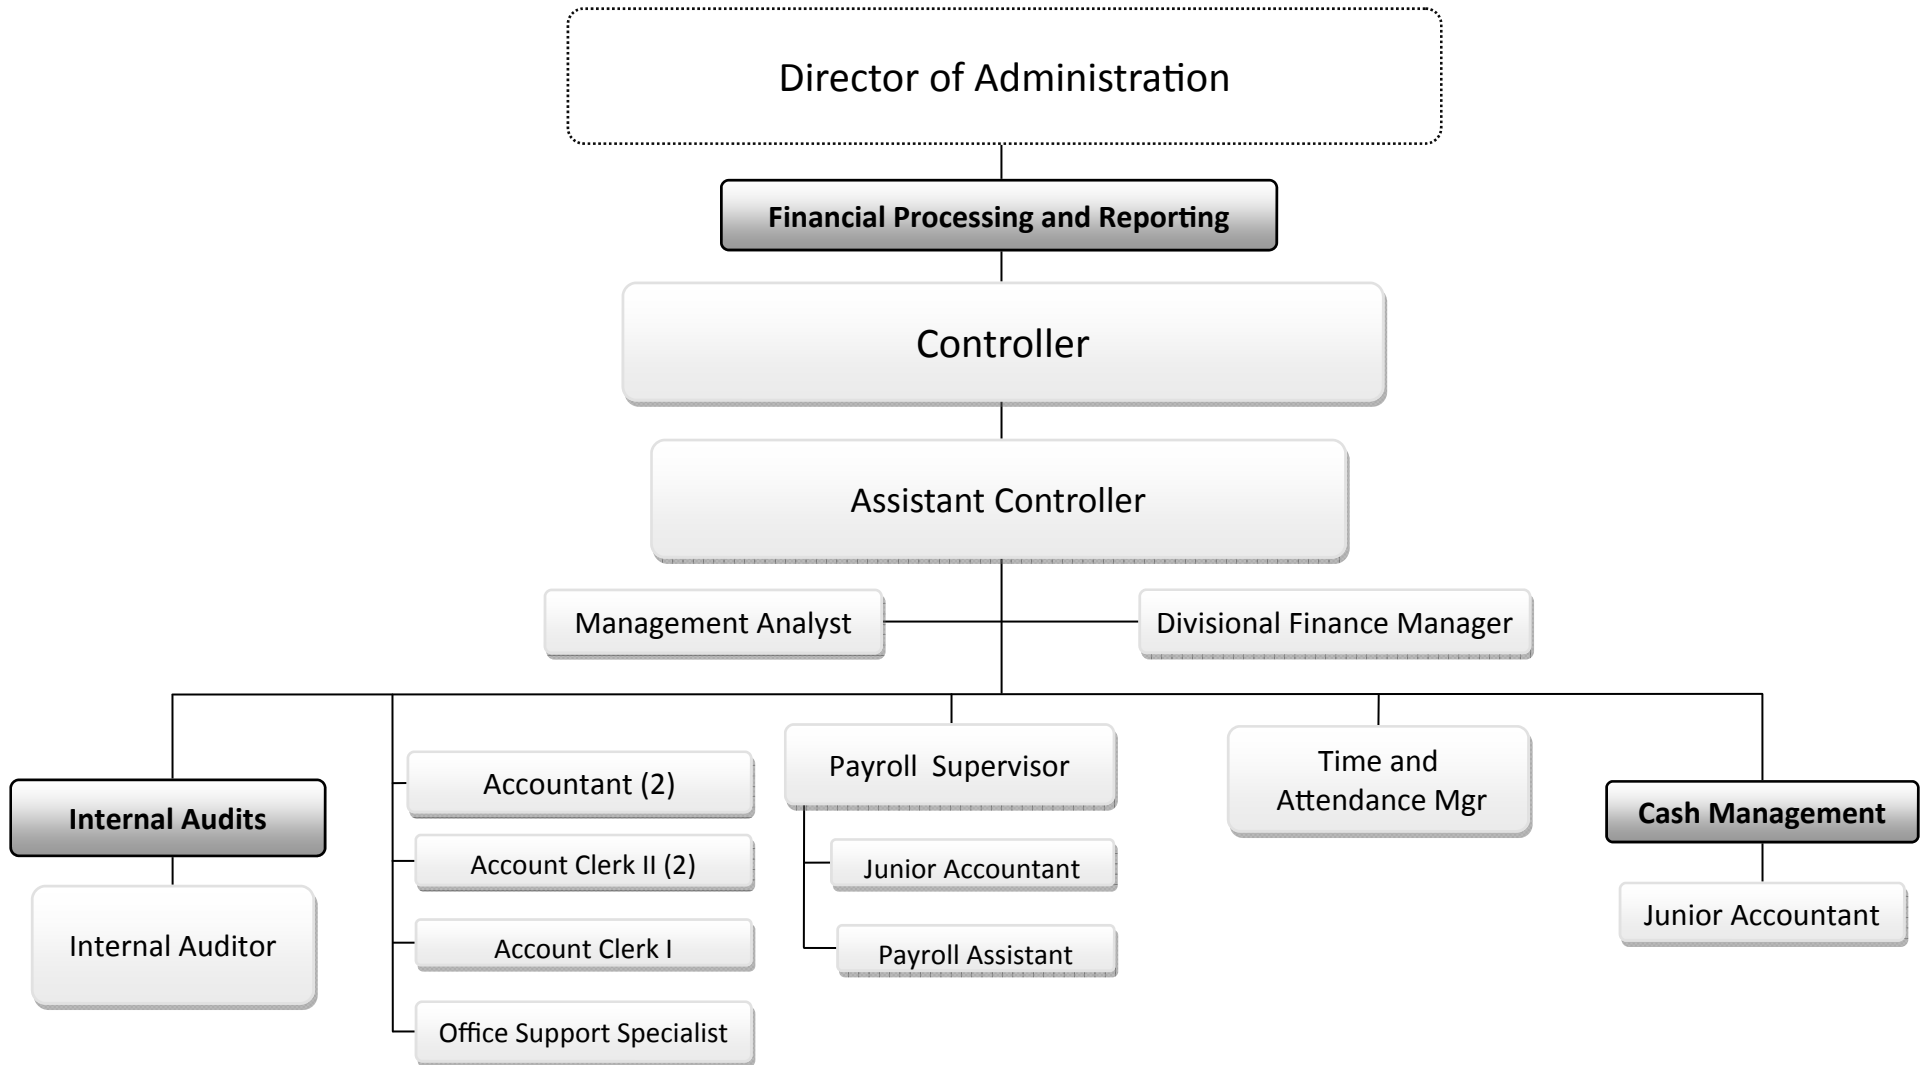 Director of Administration
Financial Processing and Reporting
Controller
Assistant Controller
Management Analyst
Divisional Finance Manager
Internal Audits
Internal Auditor
Accountant (2)
Account Clerk II (2)
Account Clerk I
Office Support Specialist
Payroll  Supervisor
Junior Accountant
Payroll Assistant
Time and
Attendance Mgr
Cash Management
Junior Accountant